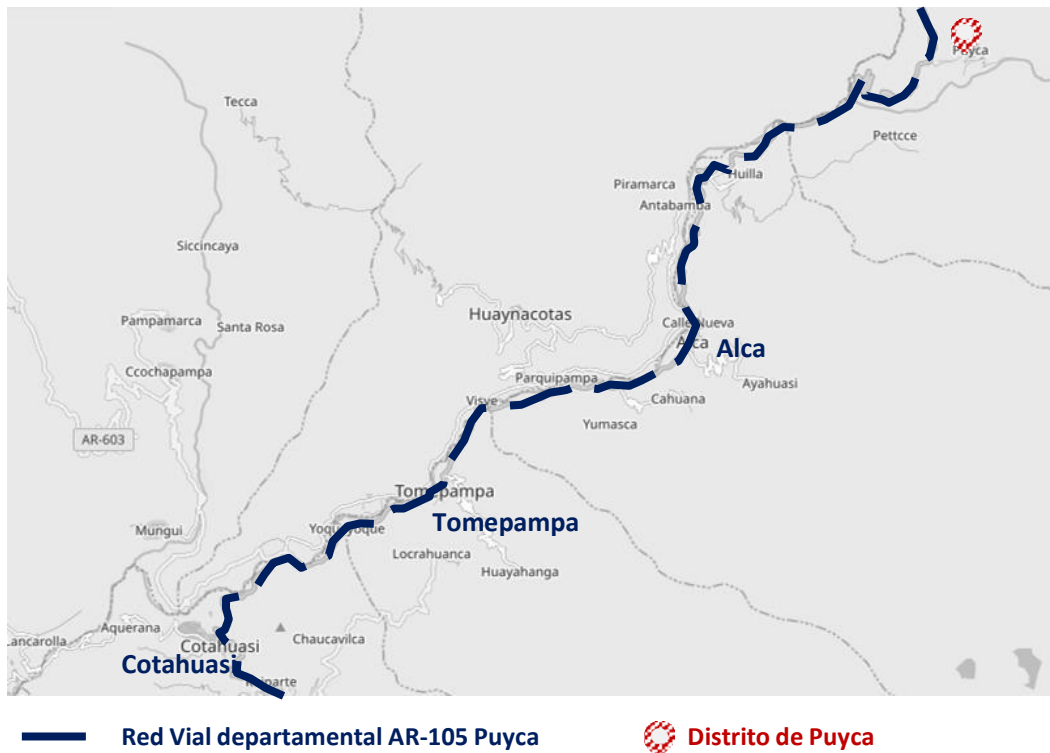 Puyca
Tecca
Pettcce
Huilla
Piramarca
Antabamba
Siccincaya
Huaynacotas
Pampamarca
Santa Rosa
Calle Nueva
Alca
Alca
Ccochapampa
Parquipampa
Ayahuasi
Cahuana
Visve
Yumasca
AR-603
Tomepampa
Tomepampa
Mungui
Locrahuanca
Huayahanga
Aquerana
Chaucavilca
Lancarolla
Cotahuasi
Cotahuasi
Red Vial departamental AR-105 Puyca
Distrito de Puyca